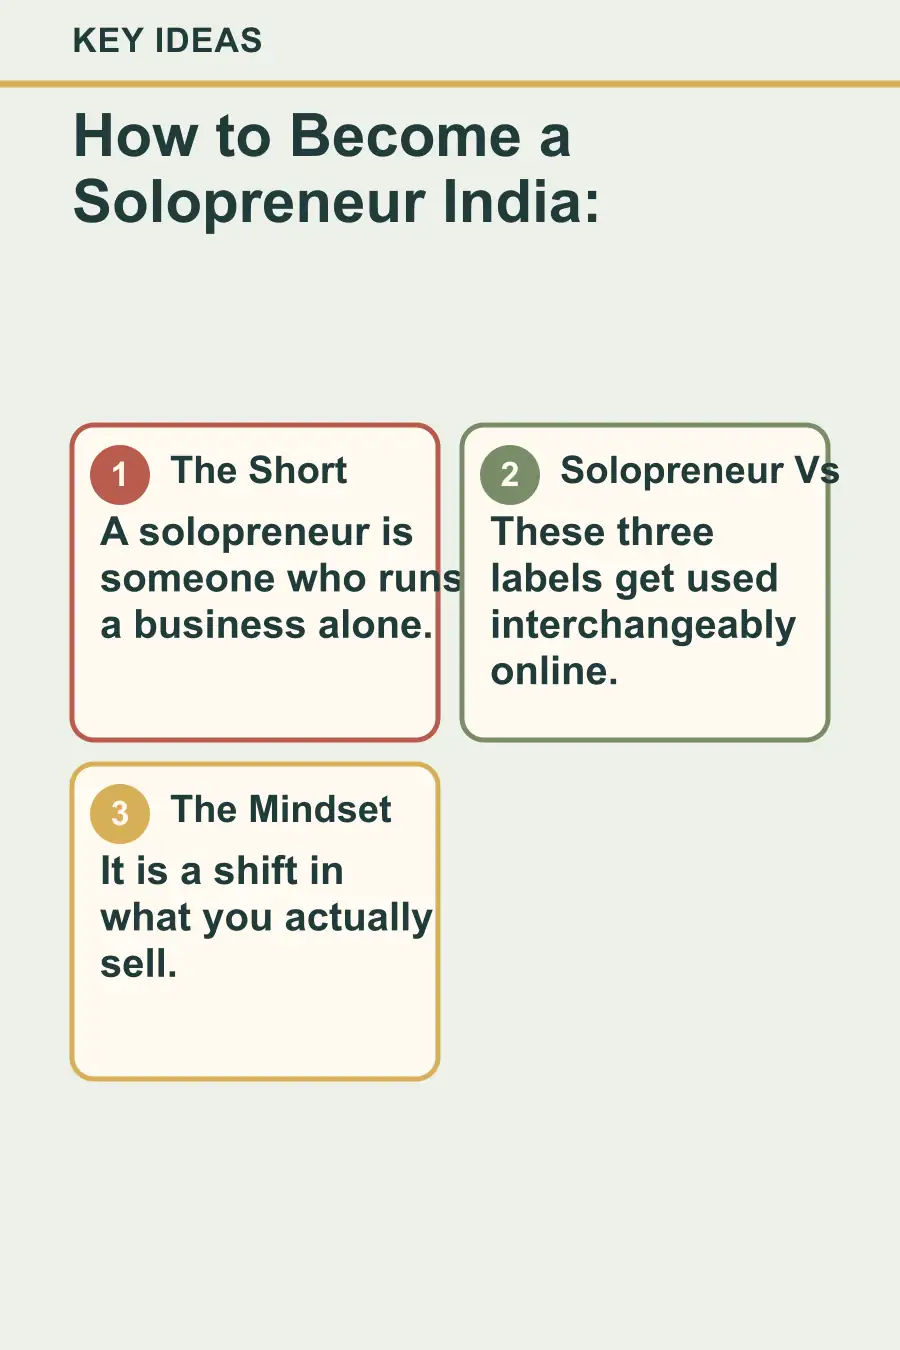 KEY IDEAS
How to Become a
Solopreneur India:
1 The Short
A solopreneur is
someone who runs
a business alone.
2 Solopreneur Vs
These three
labels get used
interchangeably
online.
3 The Mindset
It is a shift in
what you actually
sell.